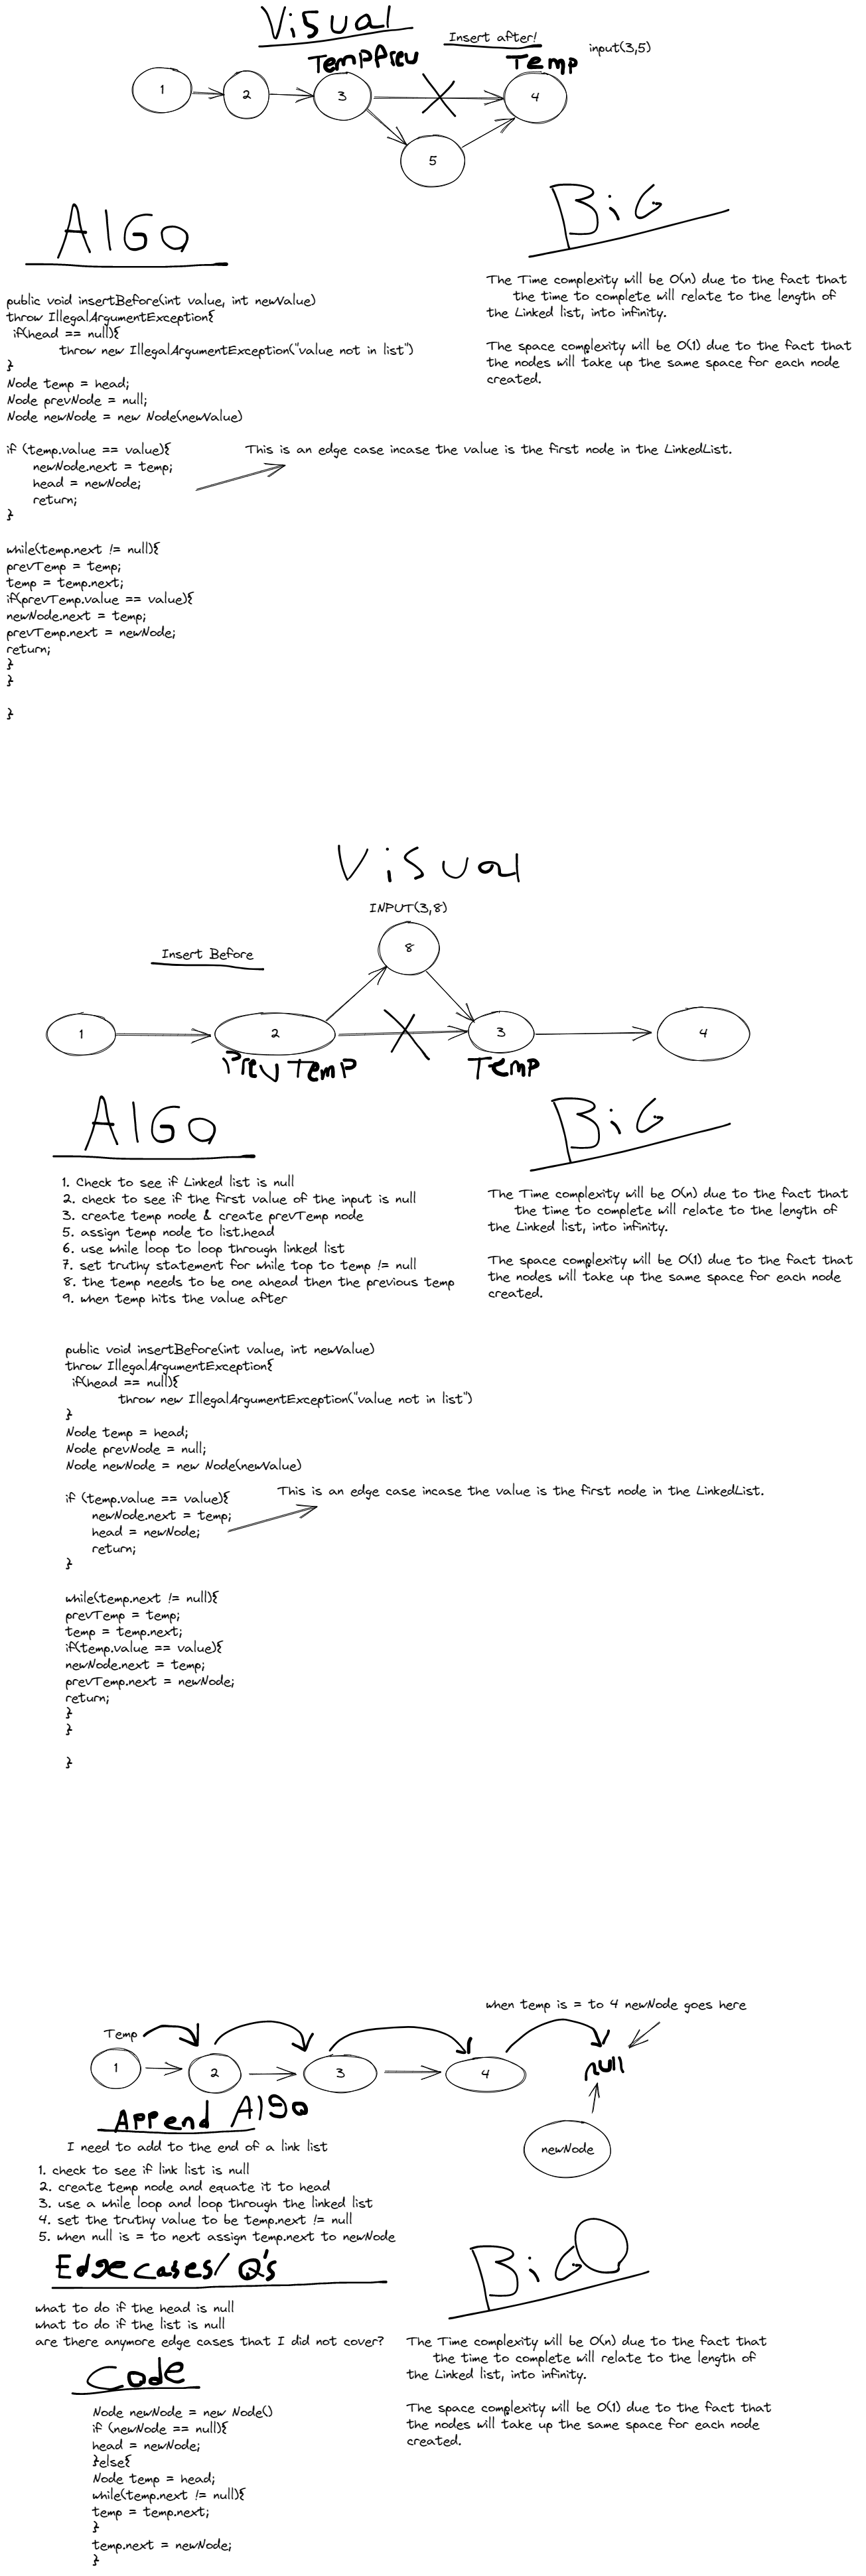 Visual
Insert after!
input(3,5)
TempPrev
Temp
1
2
3
4
5
AlGo
BiG
The Time complexity will be O(n) due to the fact that
the time to complete will relate to the length of
the Linked list, into infinity.
The space complexity will be O(1) due to the fact that
the nodes will take up the same space for each node
created.
public void insertBefore(int value, int newValue)
throw IllegalArgumentException{
if(head == null){
throw new IllegalArgumentException("value not in list")
}
Node temp = head;
Node prevNode = null;
Node newNode = new Node(newValue)
if (temp.value == value){
newNode.next = temp;
head = newNode;
return;
}
This is an edge case incase the value is the first node in the LinkedList.
while(temp.next != null){
prevTemp = temp;
temp = temp.next;
if(prevTemp.value == value){
newNode.next = temp;
prevTemp.next = newNode;
return;
}
}
}
Visual
INPUT(3,8)
Insert Before
8
1
2
3
4
Prev Temp
Temp
AlGo
BiG
1. Check to see if Linked list is null
2. check to see if the first value of the input is null
3. create temp node & create prevTemp node
5. assign temp node to list.head
6. use while loop to loop through linked list
7. set truthy statement for while top to temp != null
8. the temp needs to be one ahead then the previous temp
9. when temp hits the value after
The Time complexity will be O(n) due to the fact that
the time to complete will relate to the length of
the Linked list, into infinity.
The space complexity will be O(1) due to the fact that
the nodes will take up the same space for each node
created.
public void insertBefore(int value, int newValue)
throw IllegalArgumentException{
if(head == null){
throw new IllegalArgumentException("value not in list")
}
Node temp = head;
Node prevNode = null;
Node newNode = new Node(newValue)
if (temp.value == value){
newNode.next = temp;
head = newNode;
return;
}
This is an edge case incase the value is the first node in the LinkedList.
while(temp.next != null){
prevTemp = temp;
temp = temp.next;
if(temp.value == value){
newNode.next = temp;
prevTemp.next = newNode;
return;
}
}
}
when temp is = to 4 newNode goes here
Temp
1
2
3
4
null
newNode
Append Algo
I need to add to the end of a link list
1. check to see if link list is null
2. create temp node and equate it to head
3. use a while loop and loop through the linked list
4. set the truthy value to be temp.next != null
5. when null is = to next assign temp.next to newNode
Edge cases/ Q's
BiGO
what to do if the head is null
what to do if the list is null
are there anymore edge cases that I did not cover?
The Time complexity will be O(n) due to the fact that
the time to complete will relate to the length of
the Linked list, into infinity.
The space complexity will be O(1) due to the fact that
the nodes will take up the same space for each node
created.
Code
Node newNode = new Node()
if (newNode == null){
head = newNode;
}else{
Node temp = head;
while(temp.next != null){
temp = temp.next;
}
temp.next = newNode;
}